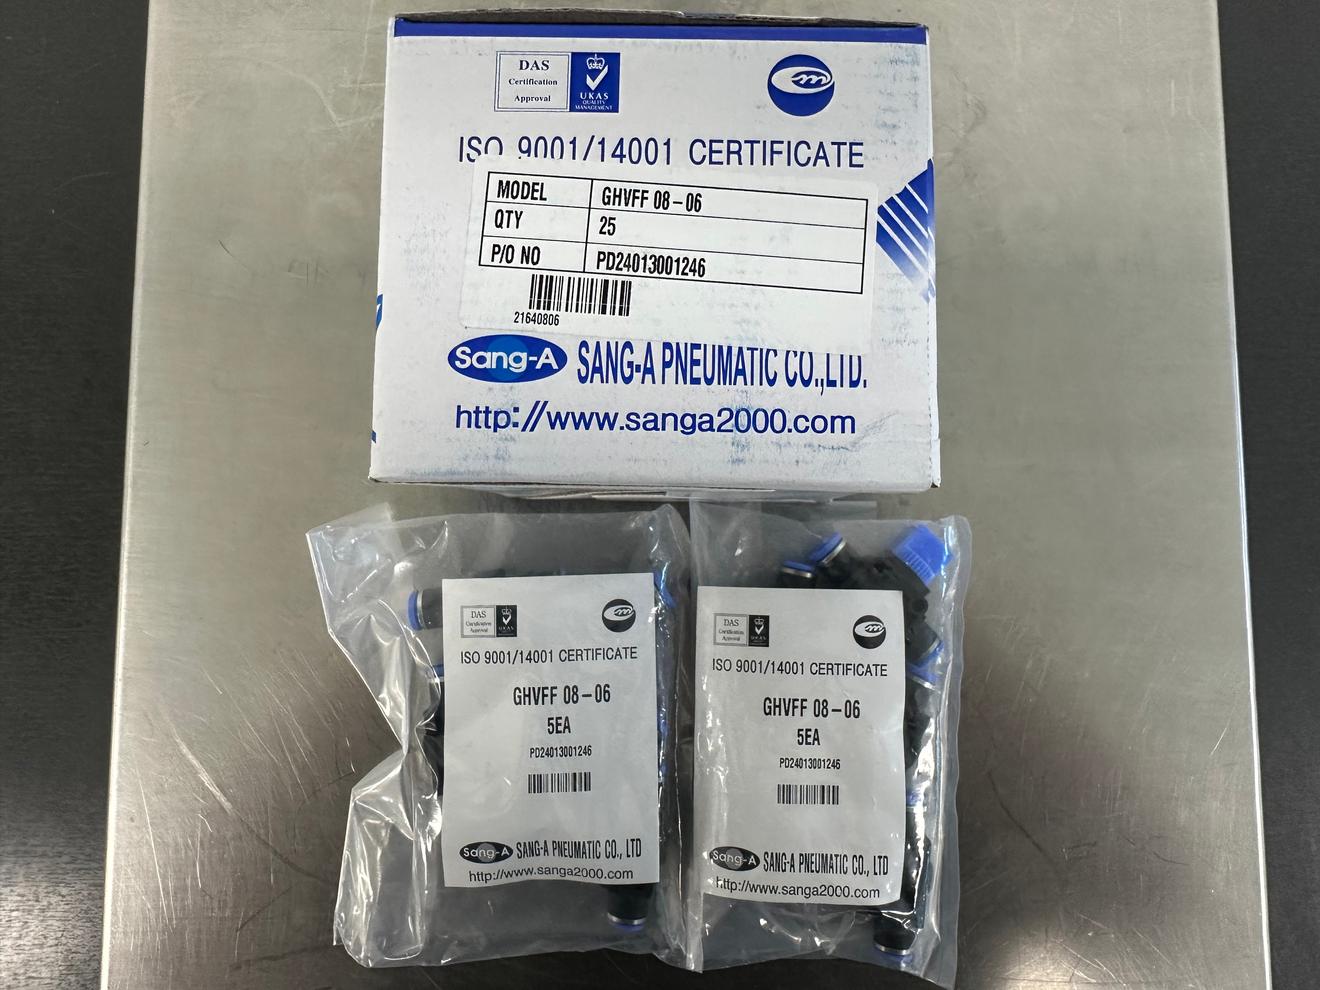 DAS
Certification
Approval
UKAS
QUALITY
MANAGEMENT
ISO 9001/14001 CERTIFICATE
MODEL GHVFF 08-06
QTY 25
P/O NO PD24013001246
21640806
Sang-A SANG-A PNEUMATIC CO.,LTD.
http://www.sanga2000.com
DAS
Certification
Approval
UKAS
ISO 9001/14001 CERTIFICATE
GHVFF 08-06
5EA
PD24013001246
Sang-A SANG-A PNEUMATIC CO., LTD
http://www.sanga2000.com
DAS
Certification
Approval
UKAS
ISO 9001/14001 CERTIFICATE
GHVFF 08-06
5EA
PD24013001246
Sang-A SANG-A PNEUMATIC CO., LTD
http://www.sanga2000.com